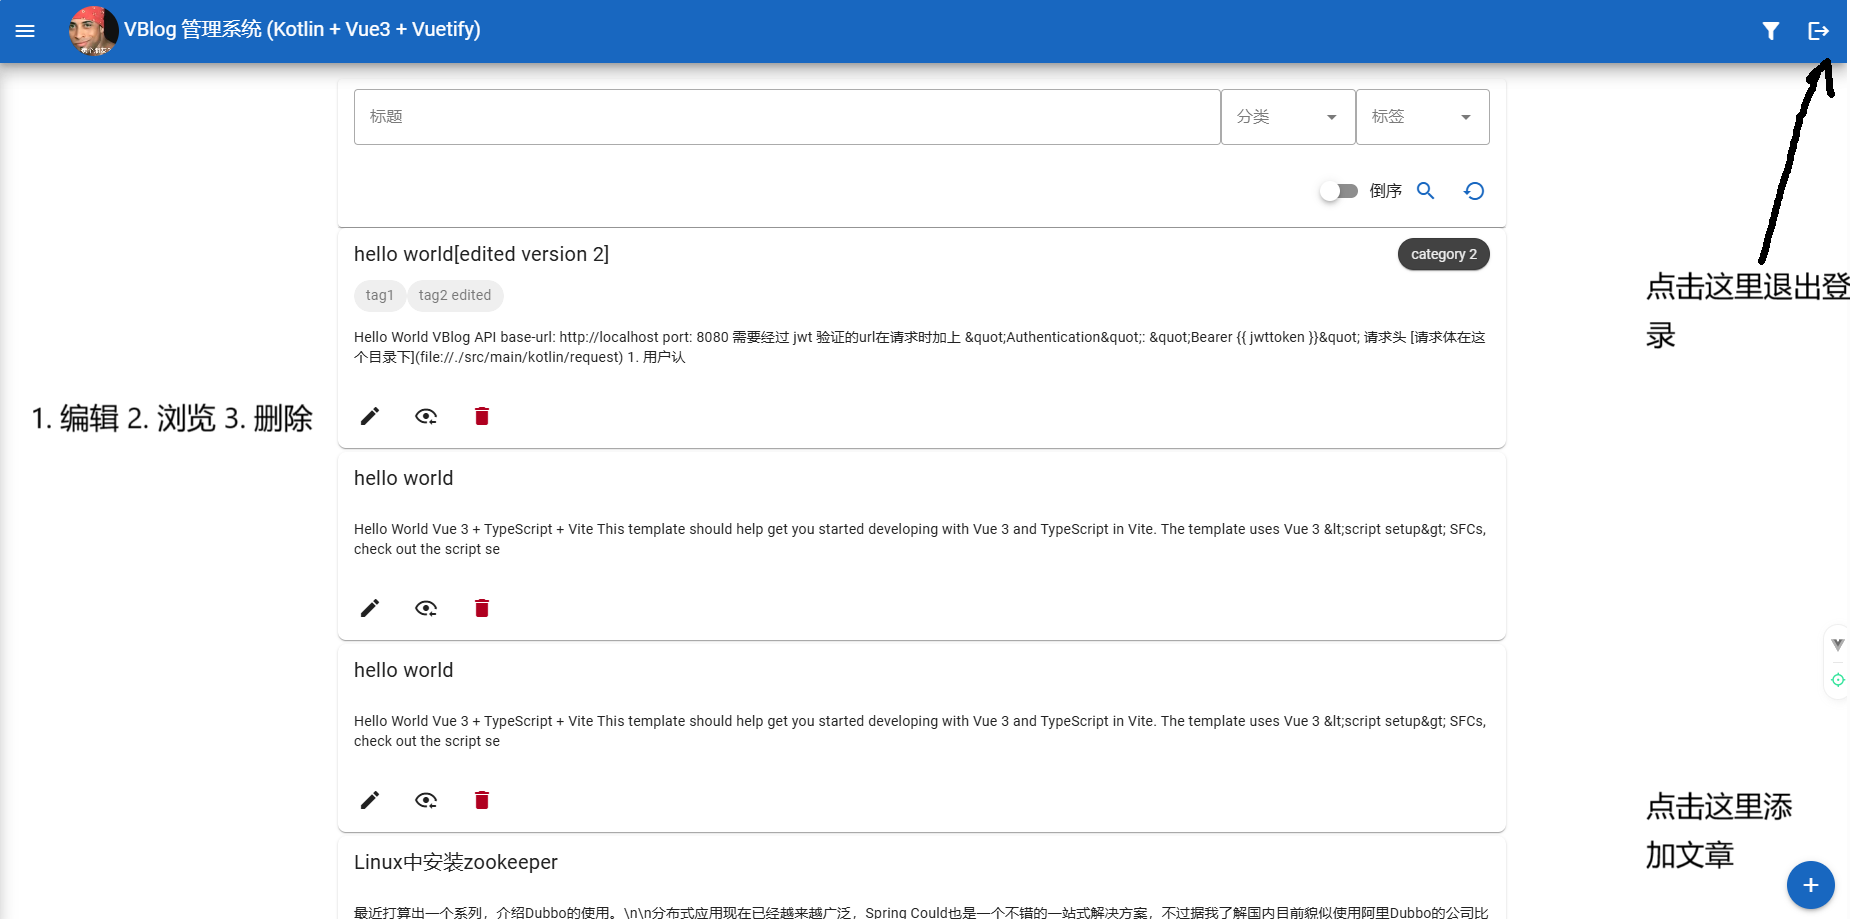 VBlog 管理系统 (Kotlin + Vue3 + Vuetify)
标题
分类
标签
倒序
点击这里退出登
录
hello world[edited version 2]
category 2
tag1
tag2 edited
Hello World VBlog API base-url: http://localhost port: 8080 需要经过 jwt 验证的url在请求时加上 &quot;Authentication&quot;: &quot;Bearer {{ jwttoken }}&quot; 请求头 [请求体在这
个目录下](file://./src/main/kotlin/request) 1. 用户认
1. 编辑 2. 浏览 3. 删除
hello world
Hello World Vue 3 + TypeScript + Vite This template should help get you started developing with Vue 3 and TypeScript in Vite. The template uses Vue 3 &lt;script setup&gt; SFCs,
check out the script se
hello world
Hello World Vue 3 + TypeScript + Vite This template should help get you started developing with Vue 3 and TypeScript in Vite. The template uses Vue 3 &lt;script setup&gt; SFCs,
check out the script se
点击这里添
加文章
Linux中安装zookeeper
最近打算出一个系列，介绍Dubbo的使用。\n\n分布式应用现在已经越来越广泛，Spring Could也是一个不错的一站式解决方案，不过据我了解国内目前貌似使用阿里Dubbo的公司比